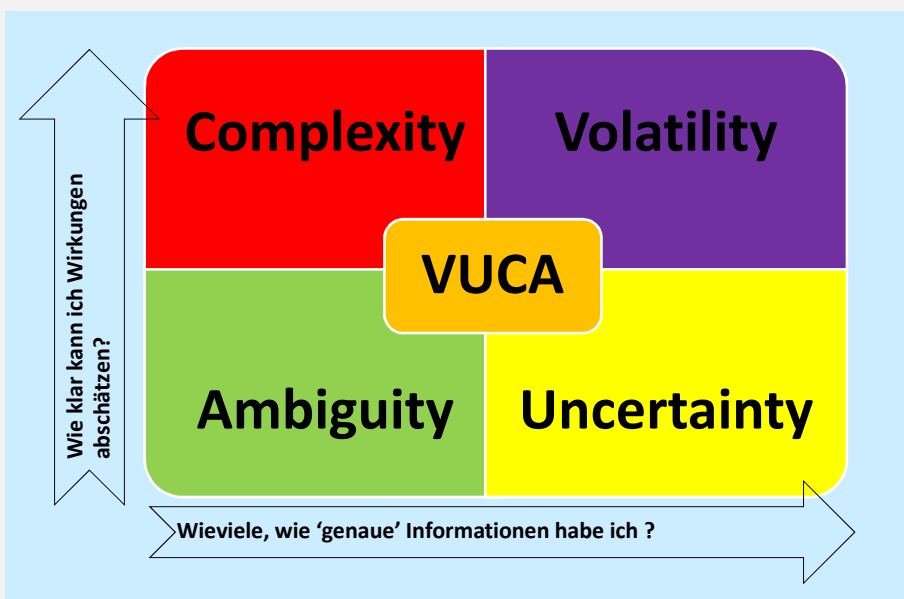 Complexity
Volatility
VUCA
Ambiguity
Uncertainty
Wie klar kann ich Wirkungen
abschätzen?
Wieviele, wie ‘genaue’ Informationen habe ich ?